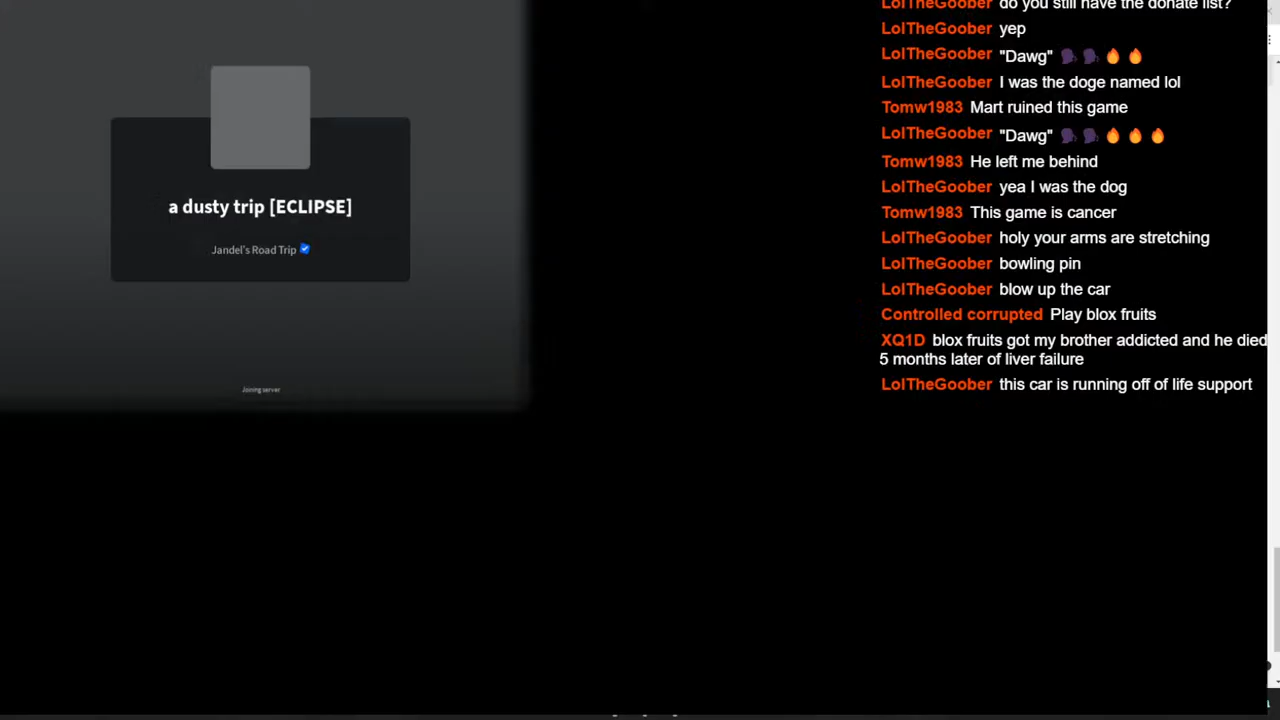 a dusty trip [ECLIPSE]
Jandel's Road Trip
Joining server
LolTheGoober do you still have the donate list?
LolTheGoober yep
LolTheGoober "Dawg" 🗣🗣🔥🔥
LolTheGoober I was the doge named lol
Tomw1983 Mart ruined this game
LolTheGoober "Dawg" 🗣🗣🔥🔥🔥
Tomw1983 He left me behind
LolTheGoober yea I was the dog
Tomw1983 This game is cancer
LolTheGoober holy your arms are stretching
LolTheGoober bowling pin
LolTheGoober blow up the car
Controlled corrupted Play blox fruits
XQ1D blox fruits got my brother addicted and he died
5 months later of liver failure
LolTheGoober this car is running off of life support